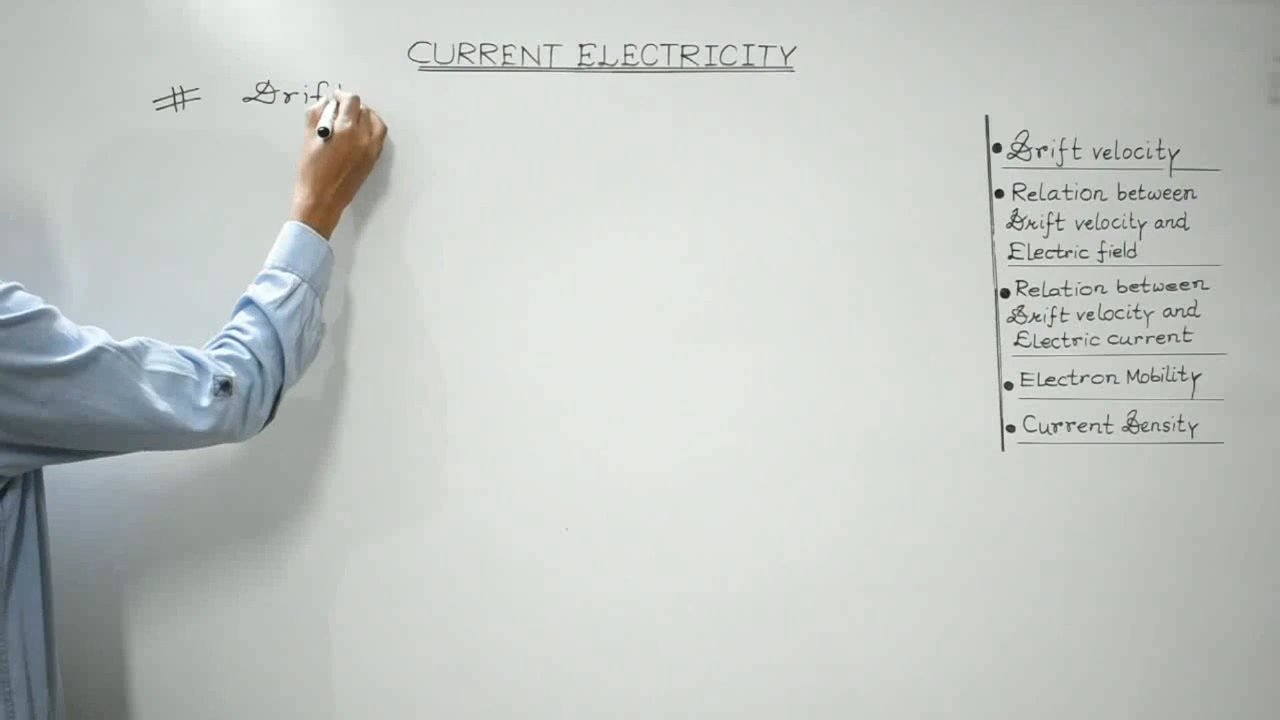 CURRENT ELECTRICITY
# Drift
• Drift velocity
• Relation between
Drift velocity and
Electric field
• Relation between
Drift velocity and
Electric current
• Electron Mobility
• Current Density